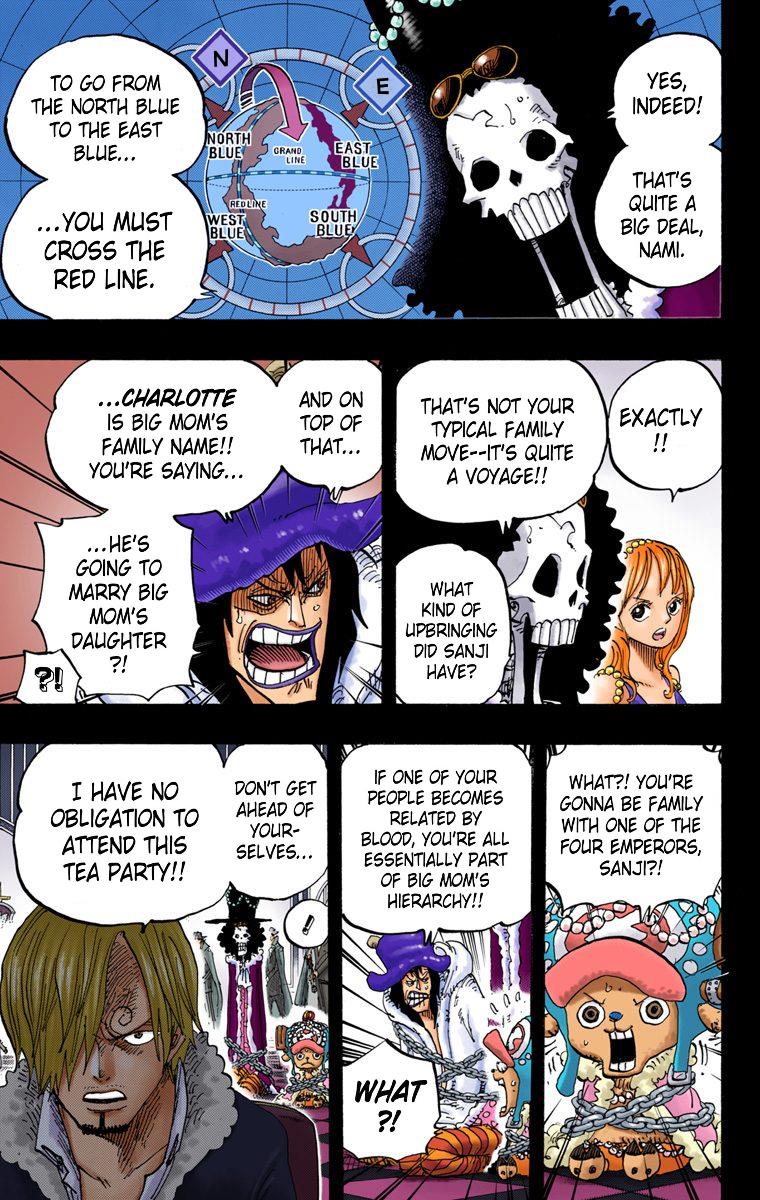 YES,
INDEED!
THAT'S
QUITE A
BIG DEAL,
NAMI.
N
E
NORTH
BLUE
GRAND
LINE
EAST
BLUE
REDLINE
WEST
BLUE
SOUTH
BLUE
TO GO FROM
THE NORTH BLUE
TO THE EAST
BLUE...
...YOU MUST
CROSS THE
RED LINE.
EXACTLY
!!
THAT'S NOT YOUR
TYPICAL FAMILY
MOVE--IT'S QUITE
A VOYAGE!!
WHAT
KIND OF
UPBRINGING
DID SANJI
HAVE?
AND ON
TOP OF
THAT...
...CHARLOTTE
IS BIG MOM'S
FAMILY NAME!!
YOU'RE SAYING...
...HE'S
GOING TO
MARRY BIG
MOM'S
DAUGHTER
?!
?!
WHAT?! YOU'RE
GONNA BE FAMILY
WITH ONE OF THE
FOUR EMPERORS,
SANJI?!
IF ONE OF YOUR
PEOPLE BECOMES
RELATED BY
BLOOD, YOU'RE ALL
ESSENTIALLY PART
OF BIG MOM'S
HIERARCHY!!
WHAT
?!
DON'T GET
AHEAD OF
YOUR-
SELVES...
!
I HAVE NO
OBLIGATION TO
ATTEND THIS
TEA PARTY!!